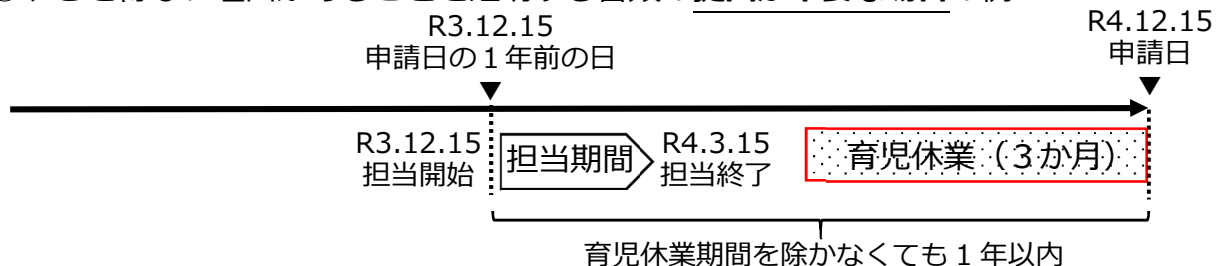 R3.12.15
申請日の1年前の日
R4.12.15
申請日
R3.12.15
担当開始
担当期間
R4.3.15
担当終了
育児休業（3か月）
育児休業期間を除かなくても1年以内